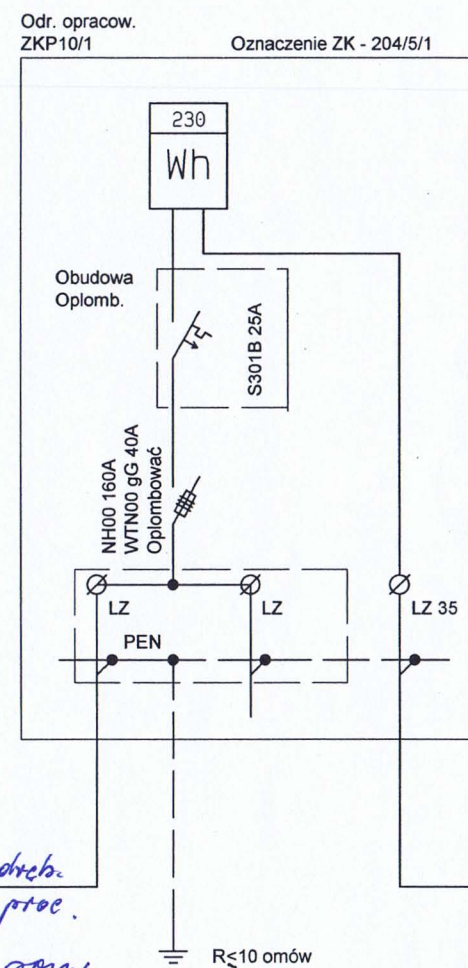 Odr. opracow.
ZKP10/1
Oznaczenie ZK - 204/5/1
230
Wh
Obudowa
Oplomb.
S301B 25A
NH00 160A
WTN00 gG 40A
Oplombować
LZ
LZ
LZ 35
PEN
proc.
R≤10 omów